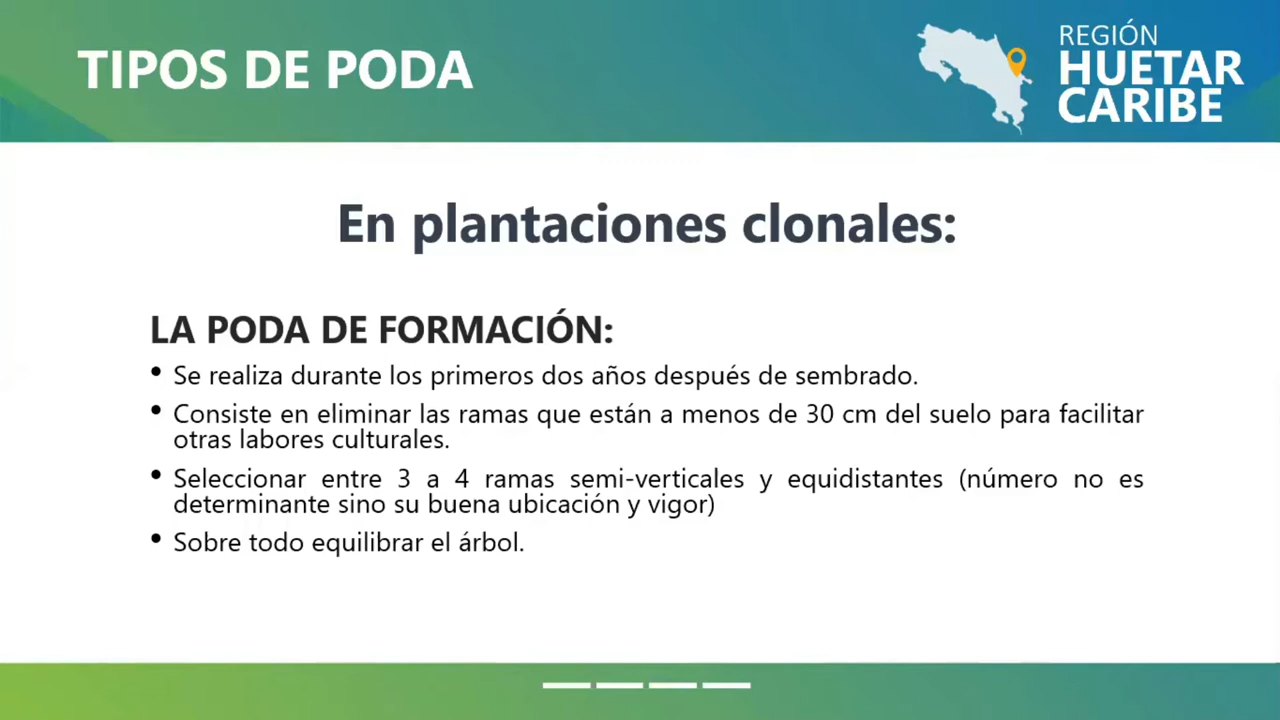 TIPOS DE PODA
REGIÓN
HUETAR
CARIBE
En plantaciones clonales:
LA PODA DE FORMACIÓN:
• Se realiza durante los primeros dos años después de sembrado.
• Consiste en eliminar las ramas que están a menos de 30 cm del suelo para facilitar
otras labores culturales.
• Seleccionar entre 3 a 4 ramas semi-verticales y equidistantes (número no es
determinante sino su buena ubicación y vigor)
• Sobre todo equilibrar el árbol.